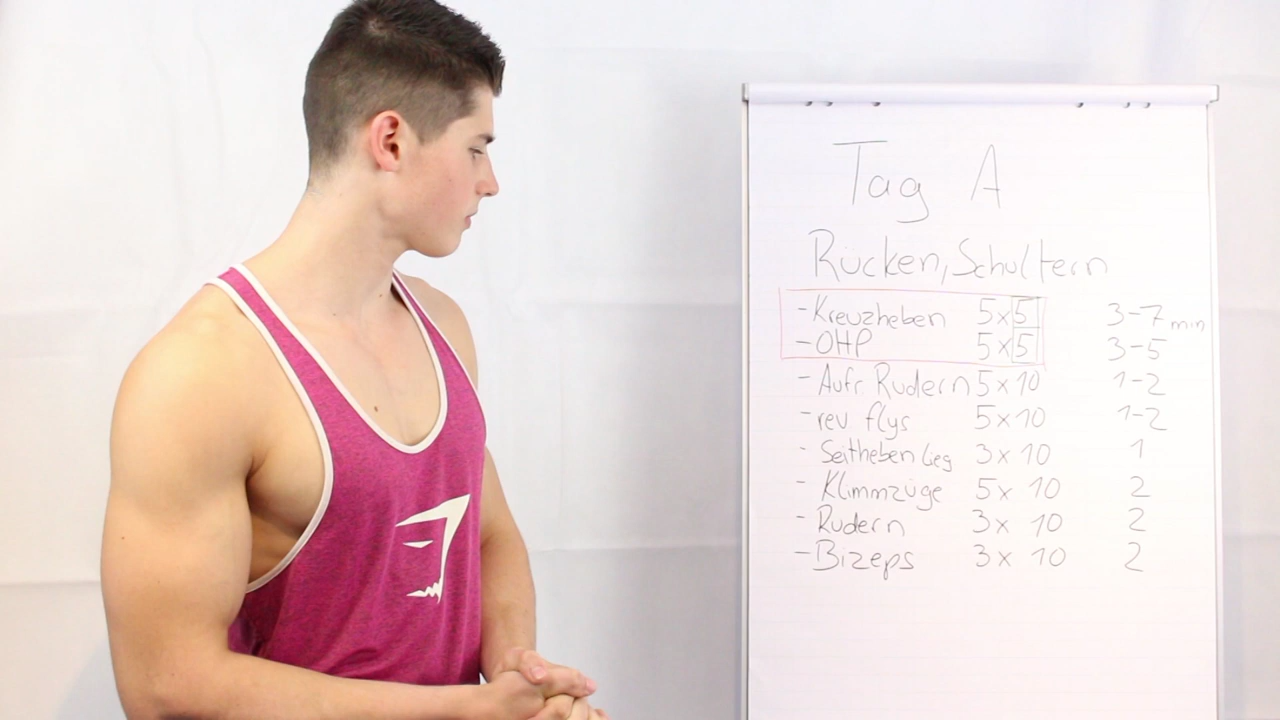 Tag A
Rücken, Schultern
- Kreuzheben 5x5 3-7 min
- OHP 5x5 3-5
- Aufr. Rudern 5x10 1-2
- rev flys 5x10 1-2
- Seitheben lieg 3x10 1
- Klimmzüge 5x10 2
- Rudern 3x10 2
- Bizeps 3x10 2